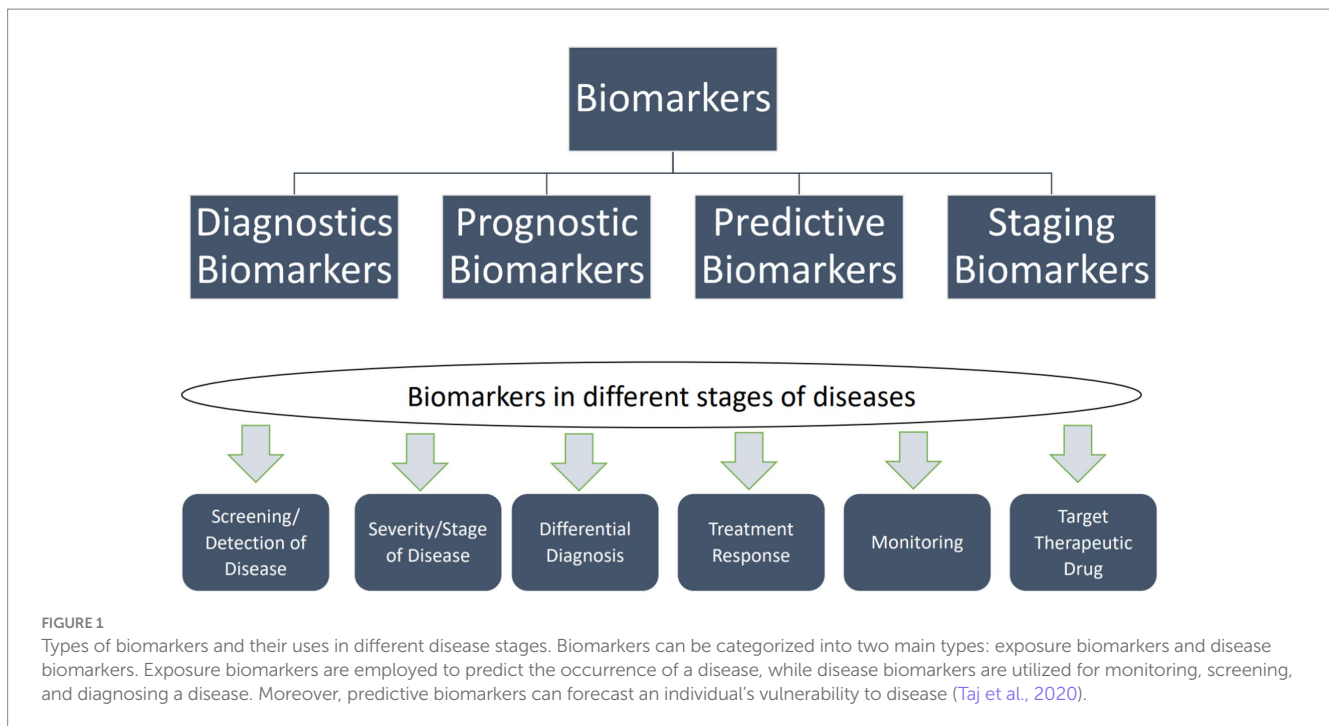 Biomarkers
Diagnostics
Biomarkers
Prognostic
Biomarkers
Predictive
Biomarkers
Staging
Biomarkers
Biomarkers in different stages of diseases
Screening/
Detection of
Disease
Severity/Stage
of Disease
Differential
Diagnosis
Treatment
Response
Monitoring
Target
Therapeutic
Drug
FIGURE 1
Types of biomarkers and their uses in different disease stages. Biomarkers can be categorized into two main types: exposure biomarkers and disease
biomarkers. Exposure biomarkers are employed to predict the occurrence of a disease, while disease biomarkers are utilized for monitoring, screening,
and diagnosing a disease. Moreover, predictive biomarkers can forecast an individual’s vulnerability to disease (Taj et al., 2020).